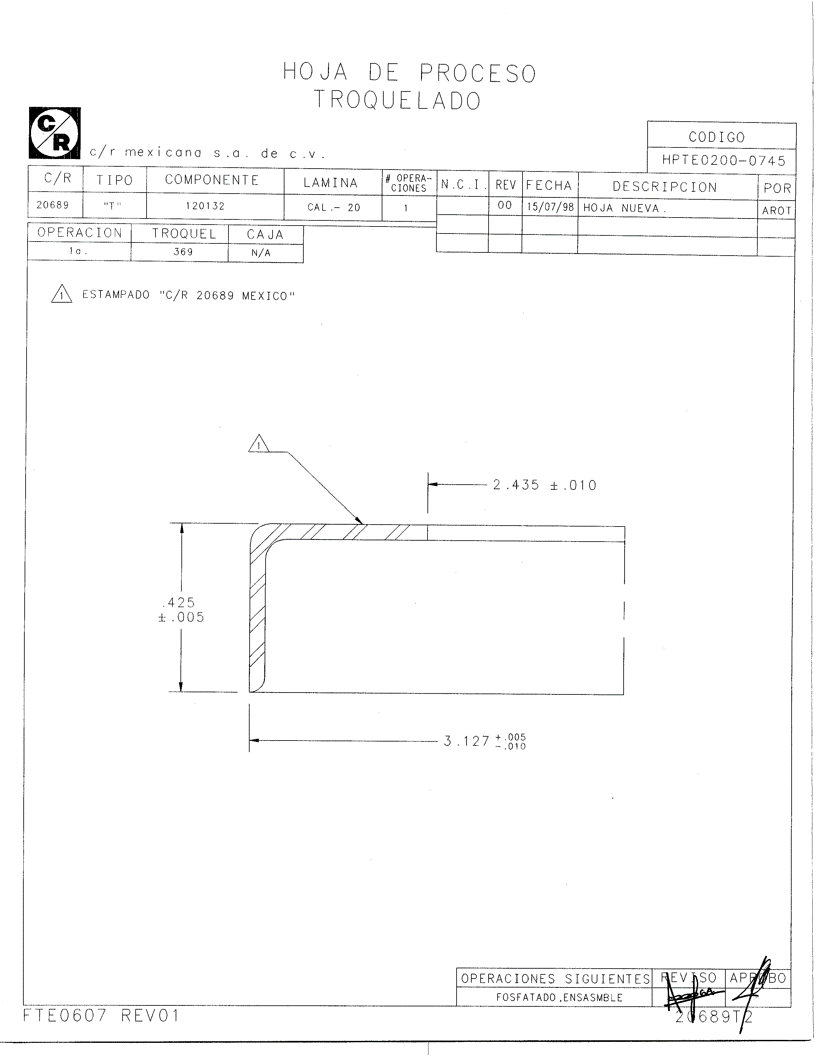 HOJA DE PROCESO
TROQUELADO
C/R
c/r mexicana s.a. de c.v.
CODIGO
HPTE0200-0745
C/R TIPO COMPONENTE LAMINA # OPERA-CIONES N.C.I. REV FECHA DESCRIPCION POR
20689 "T" 120132 CAL.- 20 1 00 15/07/98 HOJA NUEVA. AROT
OPERACION TROQUEL CAJA
1a. 369 N/A
1 ESTAMPADO "C/R 20689 MEXICO"
1
2.435 ±.010
.425
±.005
3.127 +.005 -.010
OPERACIONES SIGUIENTES REVISO APROBO
FOSFATADO,ENSASMBLE
FTE0607 REV01
20689T2